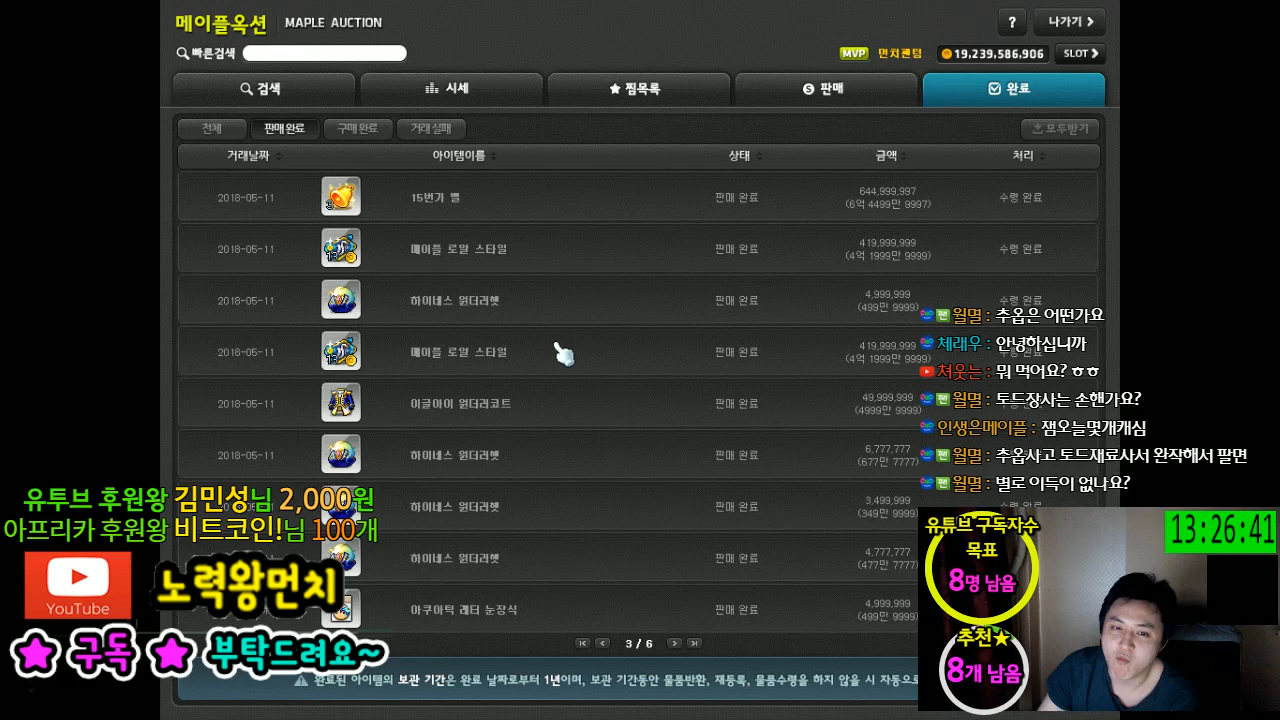 메이플옥션 MAPLE AUCTION ? 나가기 >
빠른검색 MVP 먼치캔텀 19,239,586,906 SLOT >
검색 시세 찜목록 판매 완료
전체 판매 완료 구매 완료 거래 실패 모두받기
거래날짜 아이템이름 상태 금액 처리
2018-05-11 3 15번가 벨 판매 완료 644,999,997 수령 완료
(6억 4499만 9997)
2018-05-11 메이플 로얄 스타일 판매 완료 419,999,999 수령 완료
(4억 1999만 9999)
2018-05-11 하이네스 원더러햇 판매 완료 4,999,999 수령 완료
(499만 9999)
월멸 : 추옵은 어떤가요
2018-05-11 메이플 로얄 스타일 판매 완료 419,999,999
(4억 1999만 9999)
체래우 : 안녕하십니까
쳐웃는 : 뭐 먹어요? ㅎㅎ
2018-05-11 이글아이 원더러코트 판매 완료 49,999,999
(4999만 9999)
월멸 : 토드장사는 손핸가요?
인생은메이플 : 잼오늘몇개캐심
2018-05-11 하이네스 원더러햇 판매 완료 6,777,777
(677만 7777)
월멸 : 추옵사고 토드재료사서 완작해서 팔면
월멸 : 별로 이득이 없나요?
하이네스 원더러햇 판매 완료 3,499,999
(349만 9999)
하이네스 원더러햇 판매 완료 4,777,777
(477만 7777)
아쿠아틱 레터 눈장식 판매 완료 4,999,999
(499만 9999)
유투브 후원왕 김민성님 2,000원
아프리카 후원왕 비트코인!님 100개
YouTube 노력왕먼치
★ 구독 ★ 부탁드려요~
3 / 6
완료된 아이템의 보관 기간은 완료 날짜로부터 1년이며, 보관 기간동안 물품반환, 재등록, 물품수령을 하지 않을 시 자동으로
유튜브 구독자수
목표
8명 남음
추천★
8개 남음
13:26:41